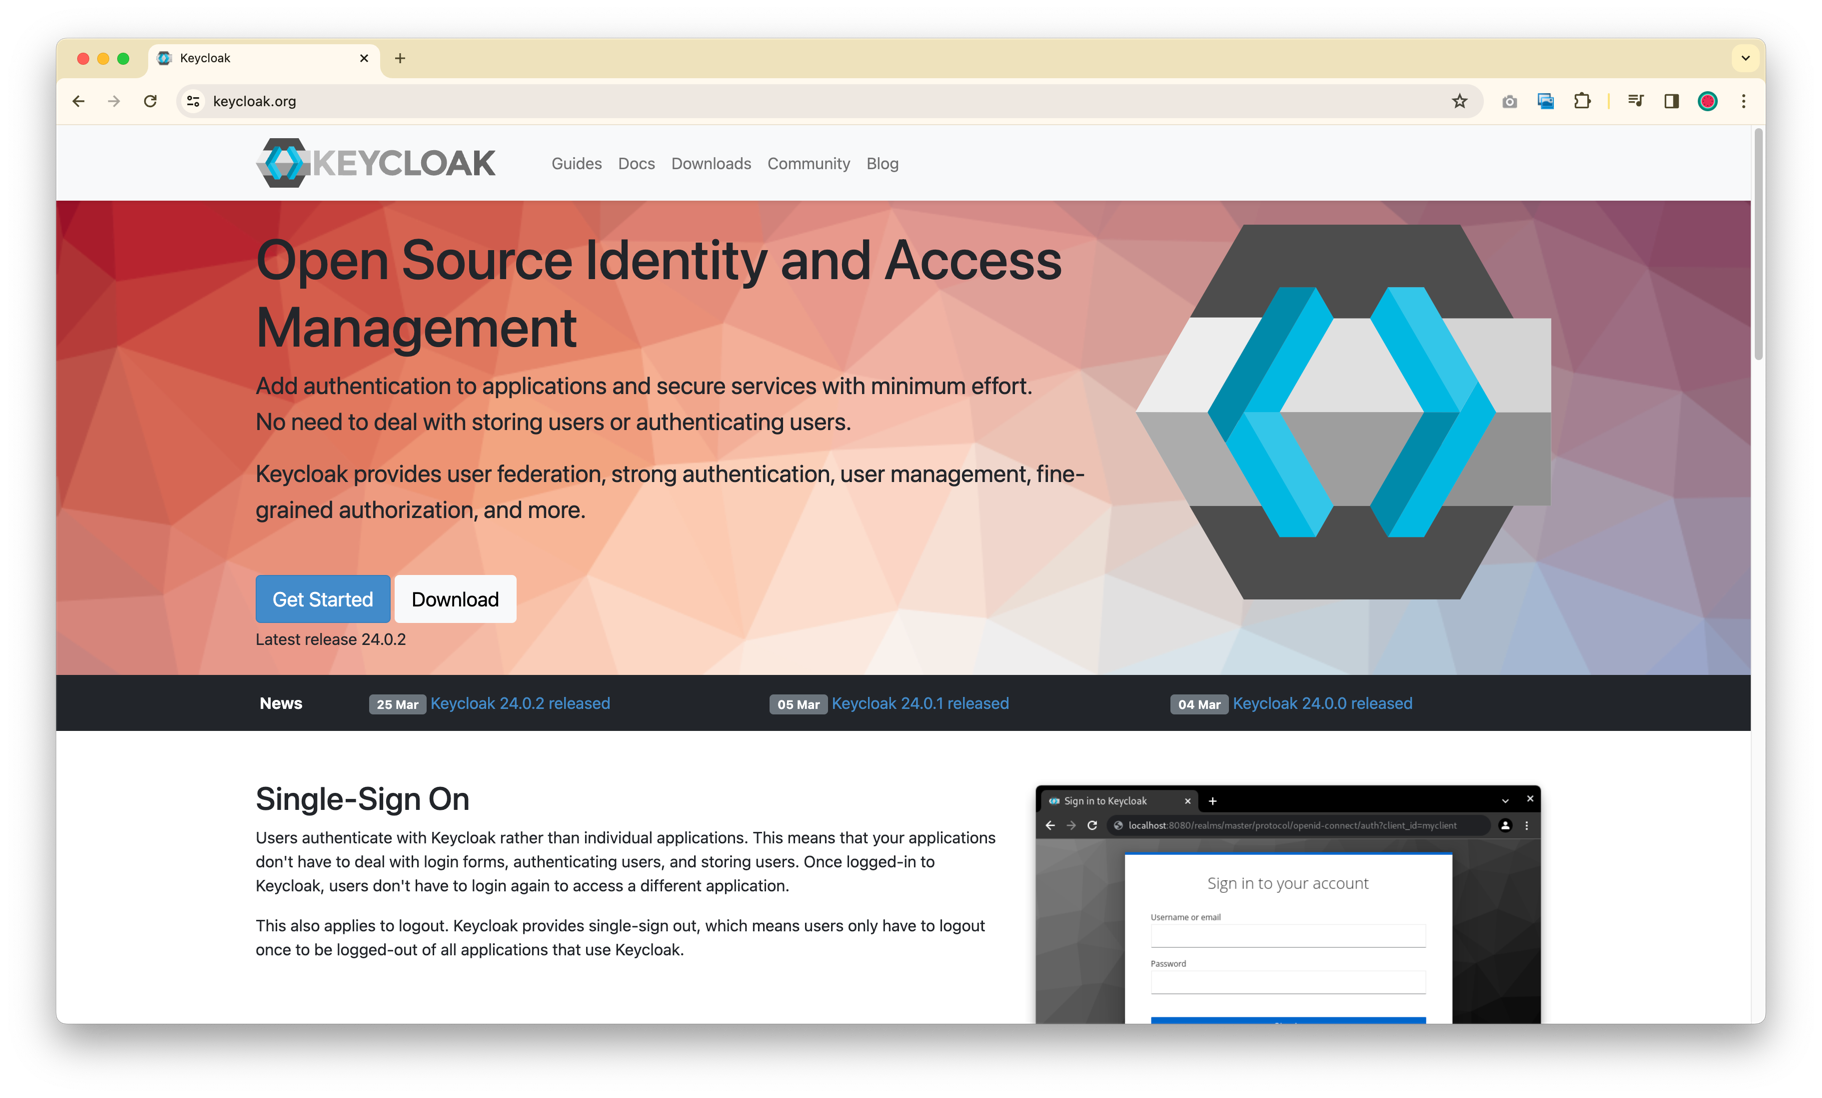 Keycloak
keycloak.org
KEYCLOAK
Guides Docs Downloads Community Blog
Open Source Identity and Access
Management
Add authentication to applications and secure services with minimum effort.
No need to deal with storing users or authenticating users.
Keycloak provides user federation, strong authentication, user management, fine-
grained authorization, and more.
Get Started Download
Latest release 24.0.2
News 25 Mar Keycloak 24.0.2 released 05 Mar Keycloak 24.0.1 released 04 Mar Keycloak 24.0.0 released
Single-Sign On
Users authenticate with Keycloak rather than individual applications. This means that your applications
don't have to deal with login forms, authenticating users, and storing users. Once logged-in to
Keycloak, users don't have to login again to access a different application.
This also applies to logout. Keycloak provides single-sign out, which means users only have to logout
once to be logged-out of all applications that use Keycloak.
Sign in to Keycloak
localhost:8080/realms/master/protocol/openid-connect/auth?client_id=myclient
Sign in to your account
Username or email
Password